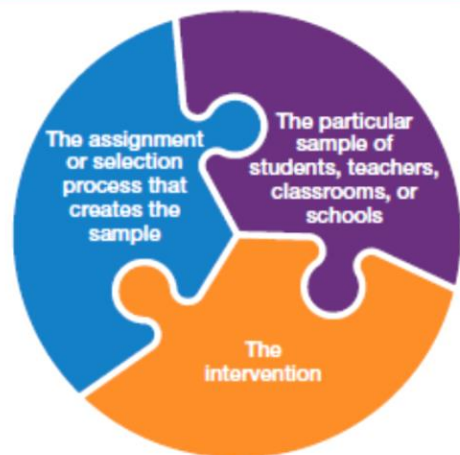 The assignment
or selection
process that
creates the
sample
The particular
sample of
students, teachers,
classrooms, or
schools
The
intervention